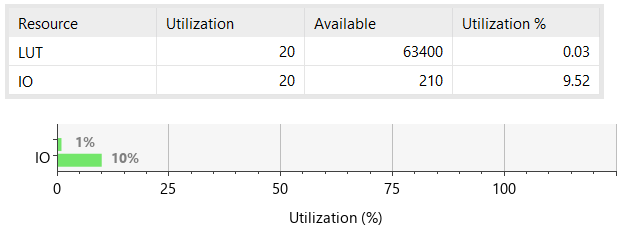 Resource Utilization Available Utilization %
LUT 20 63400 0.03
IO 20 210 9.52
1%
IO 10%
0 25 50 75 100
Utilization (%)